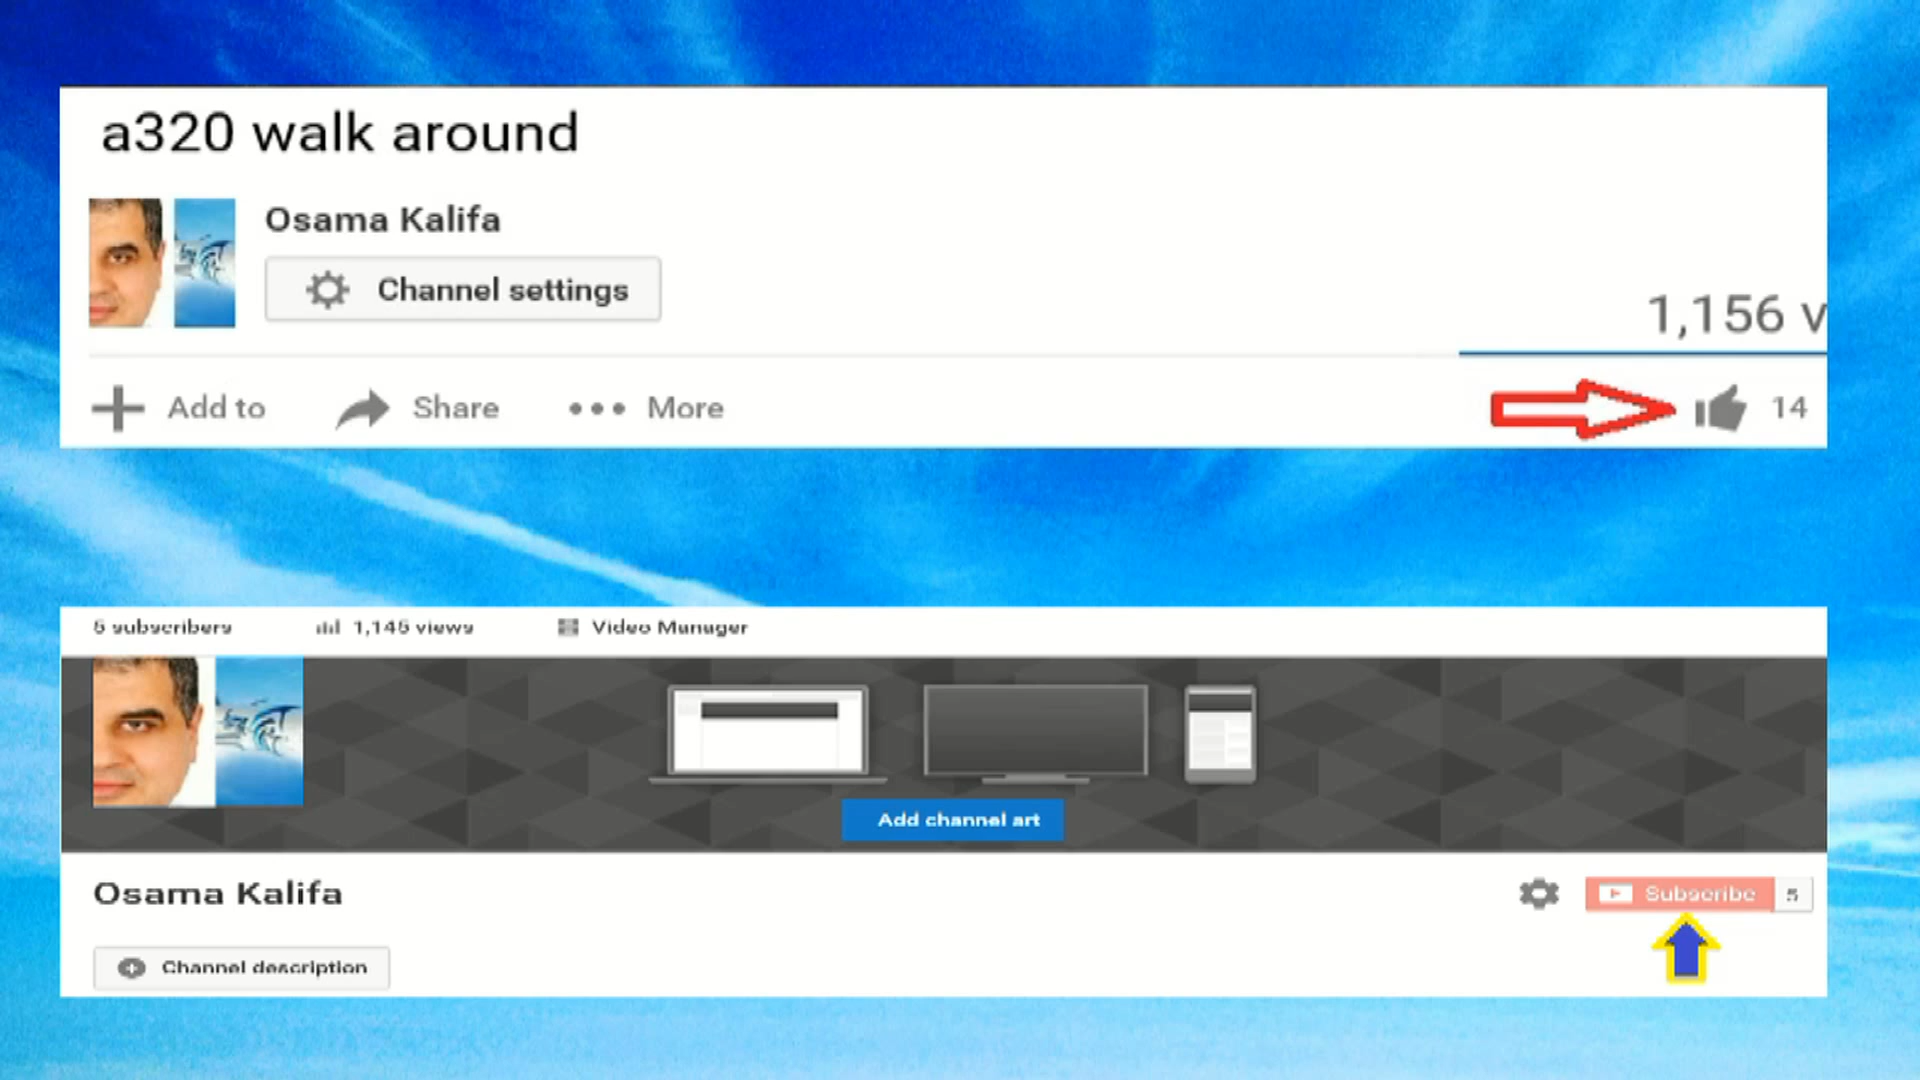 a320 walk around
Osama Kalifa
Channel settings
1,156 v
Add to Share More 14
5 subscribers 1,145 views Video Manager
Add channel art
Osama Kalifa
Subscribe 5
Channel description